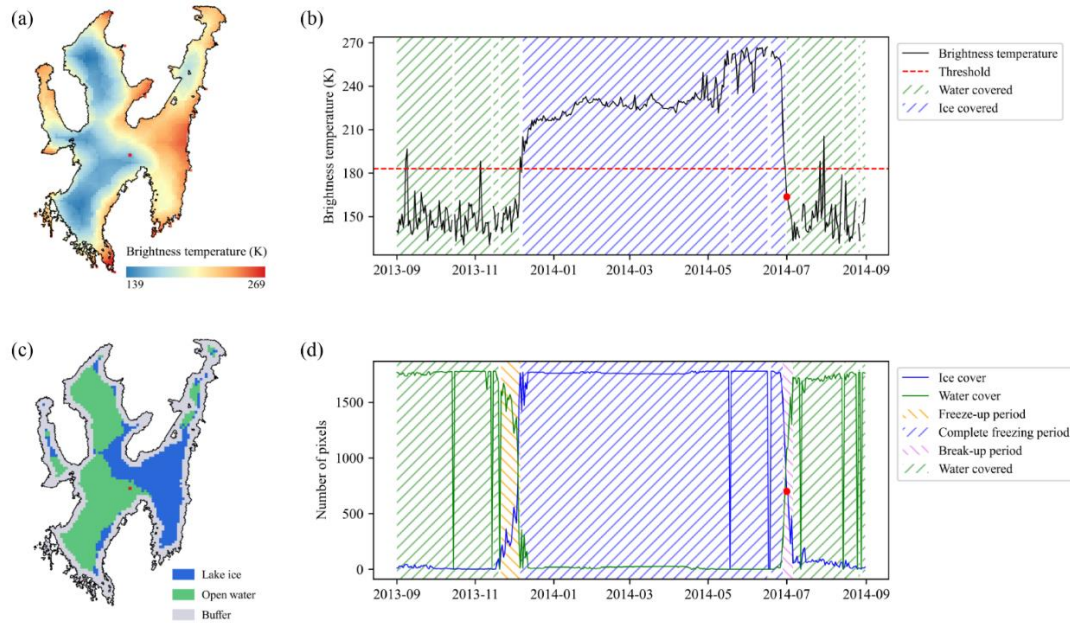 (a)
Brightness temperature (K)
139 269
(b)
Brightness temperature (K)
270
240
210
180
150
2013-09 2013-11 2014-01 2014-03 2014-05 2014-07 2014-09
Brightness temperature
Threshold
Water covered
Ice covered
(c)
Lake ice
Open water
Buffer
(d)
Number of pixels
1500
1000
500
0
2013-09 2013-11 2014-01 2014-03 2014-05 2014-07 2014-09
Ice cover
Water cover
Freeze-up period
Complete freezing period
Break-up period
Water covered